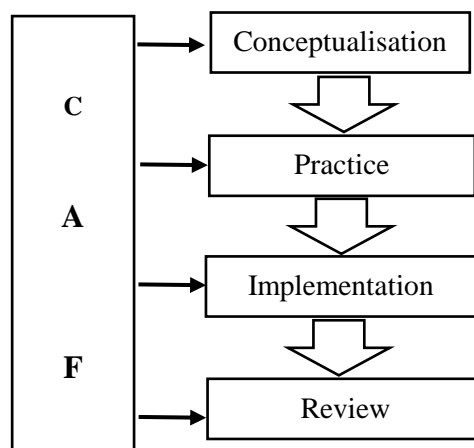 C
A
F
Conceptualisation
Practice
Implementation
Review